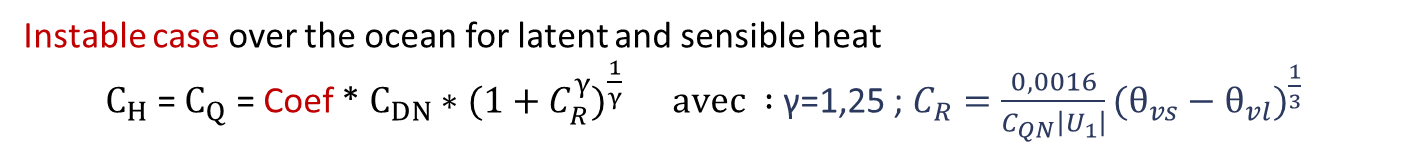 Instable case over the ocean for latent and sensible heat
C_H = C_Q = Coef * C_DN * (1 + C_R^γ)^(1/γ) avec : γ=1,25 ; C_R = 0,0016/(C_QN|U_1|) (θ_vs − θ_vl)^(1/3)